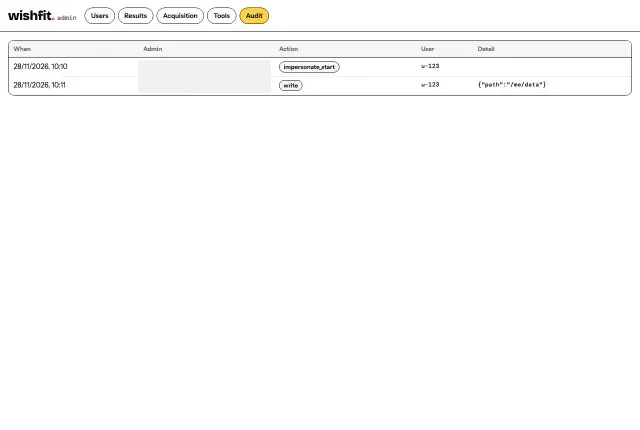 wishfit. admin Users Results Acquisition Tools Audit
When Admin Action User Detail
28/11/2026, 10:10 impersonate_start u-123
28/11/2026, 10:11 write u-123 {"path":"/me/data"}